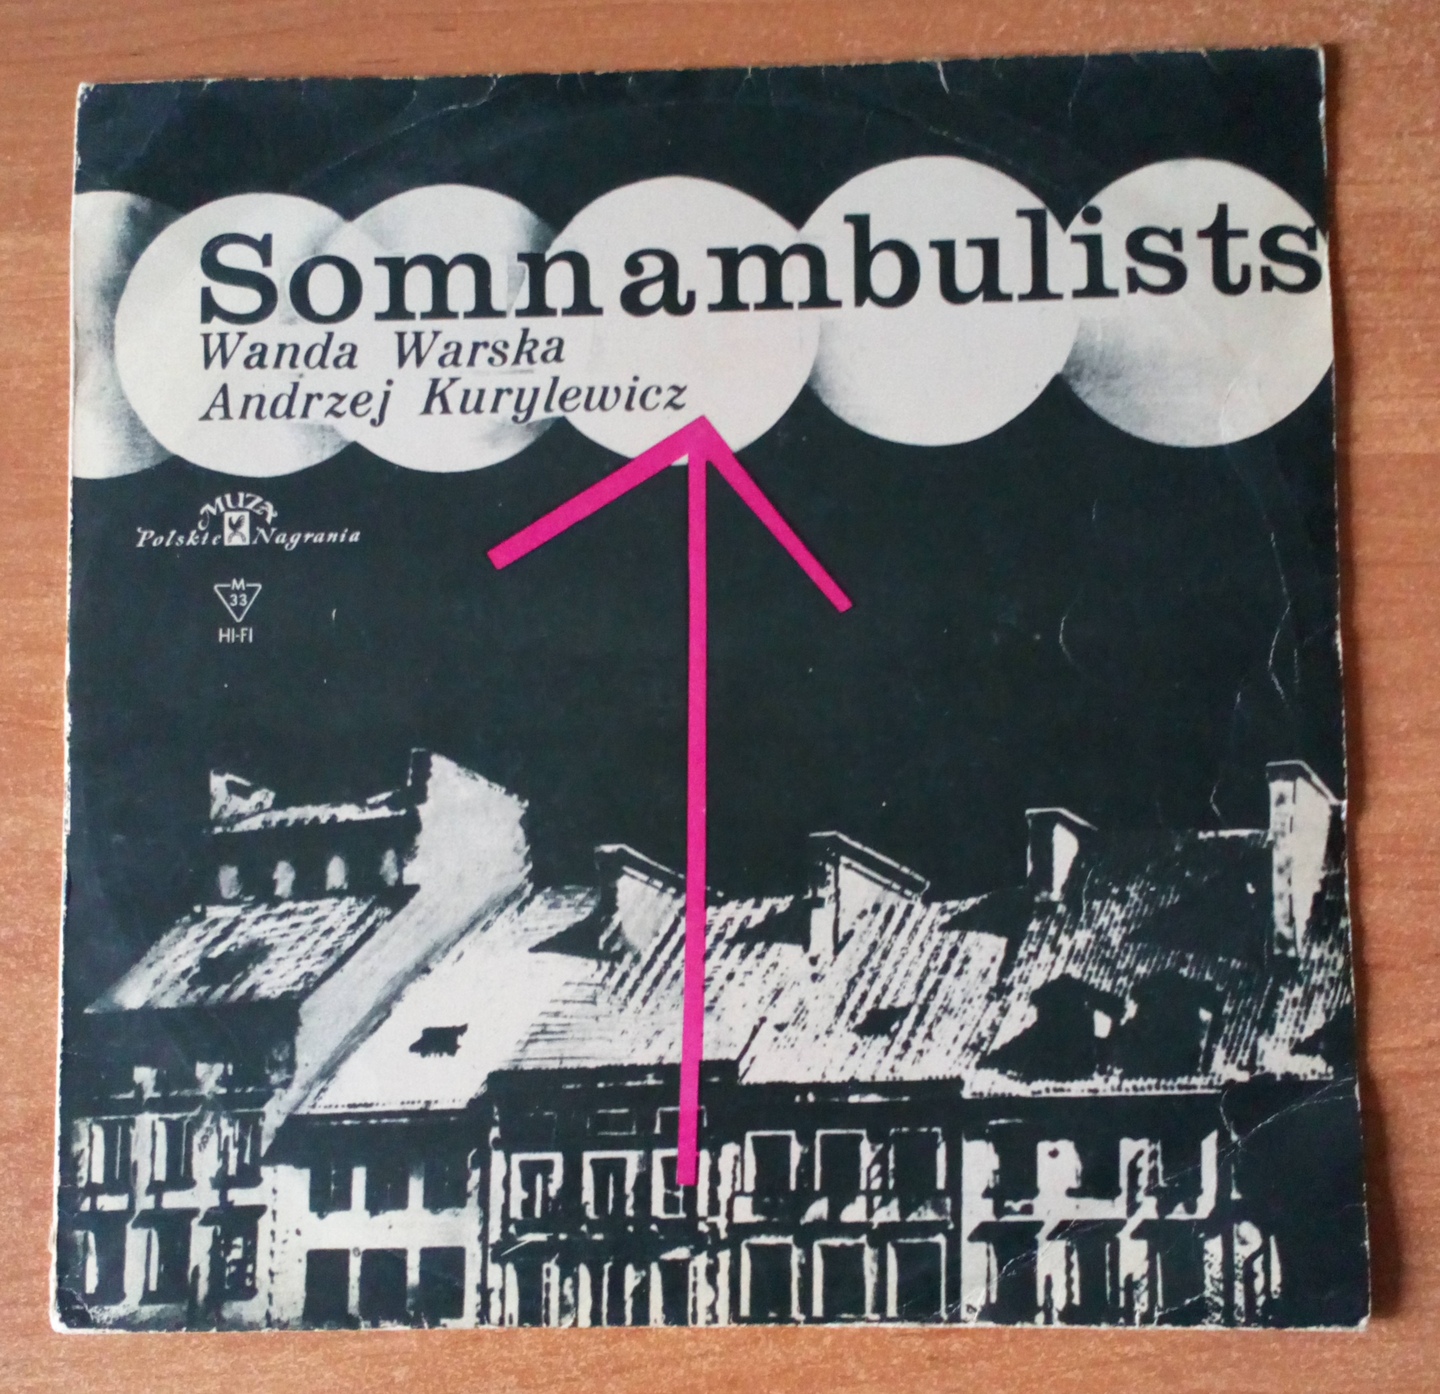 Somnambulists
Wanda Warska
Andrzej Kurylewicz
MUZA
Polskie Nagrania
M
33
HI-FI